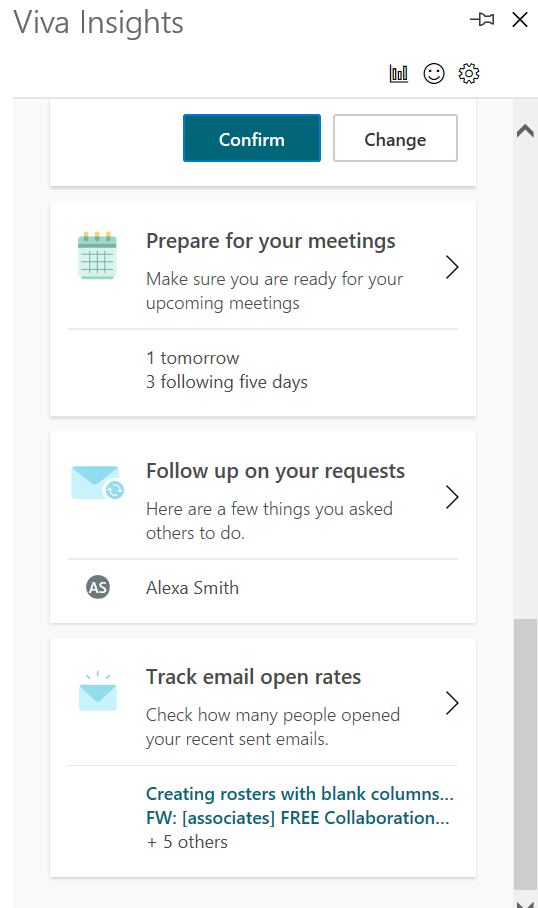 Viva Insights
Confirm
Change
Prepare for your meetings
Make sure you are ready for your
upcoming meetings
1 tomorrow
3 following five days
Follow up on your requests
Here are a few things you asked
others to do.
AS
Alexa Smith
Track email open rates
Check how many people opened
your recent sent emails.
Creating rosters with blank columns...
FW: [associates] FREE Collaboration...
+ 5 others